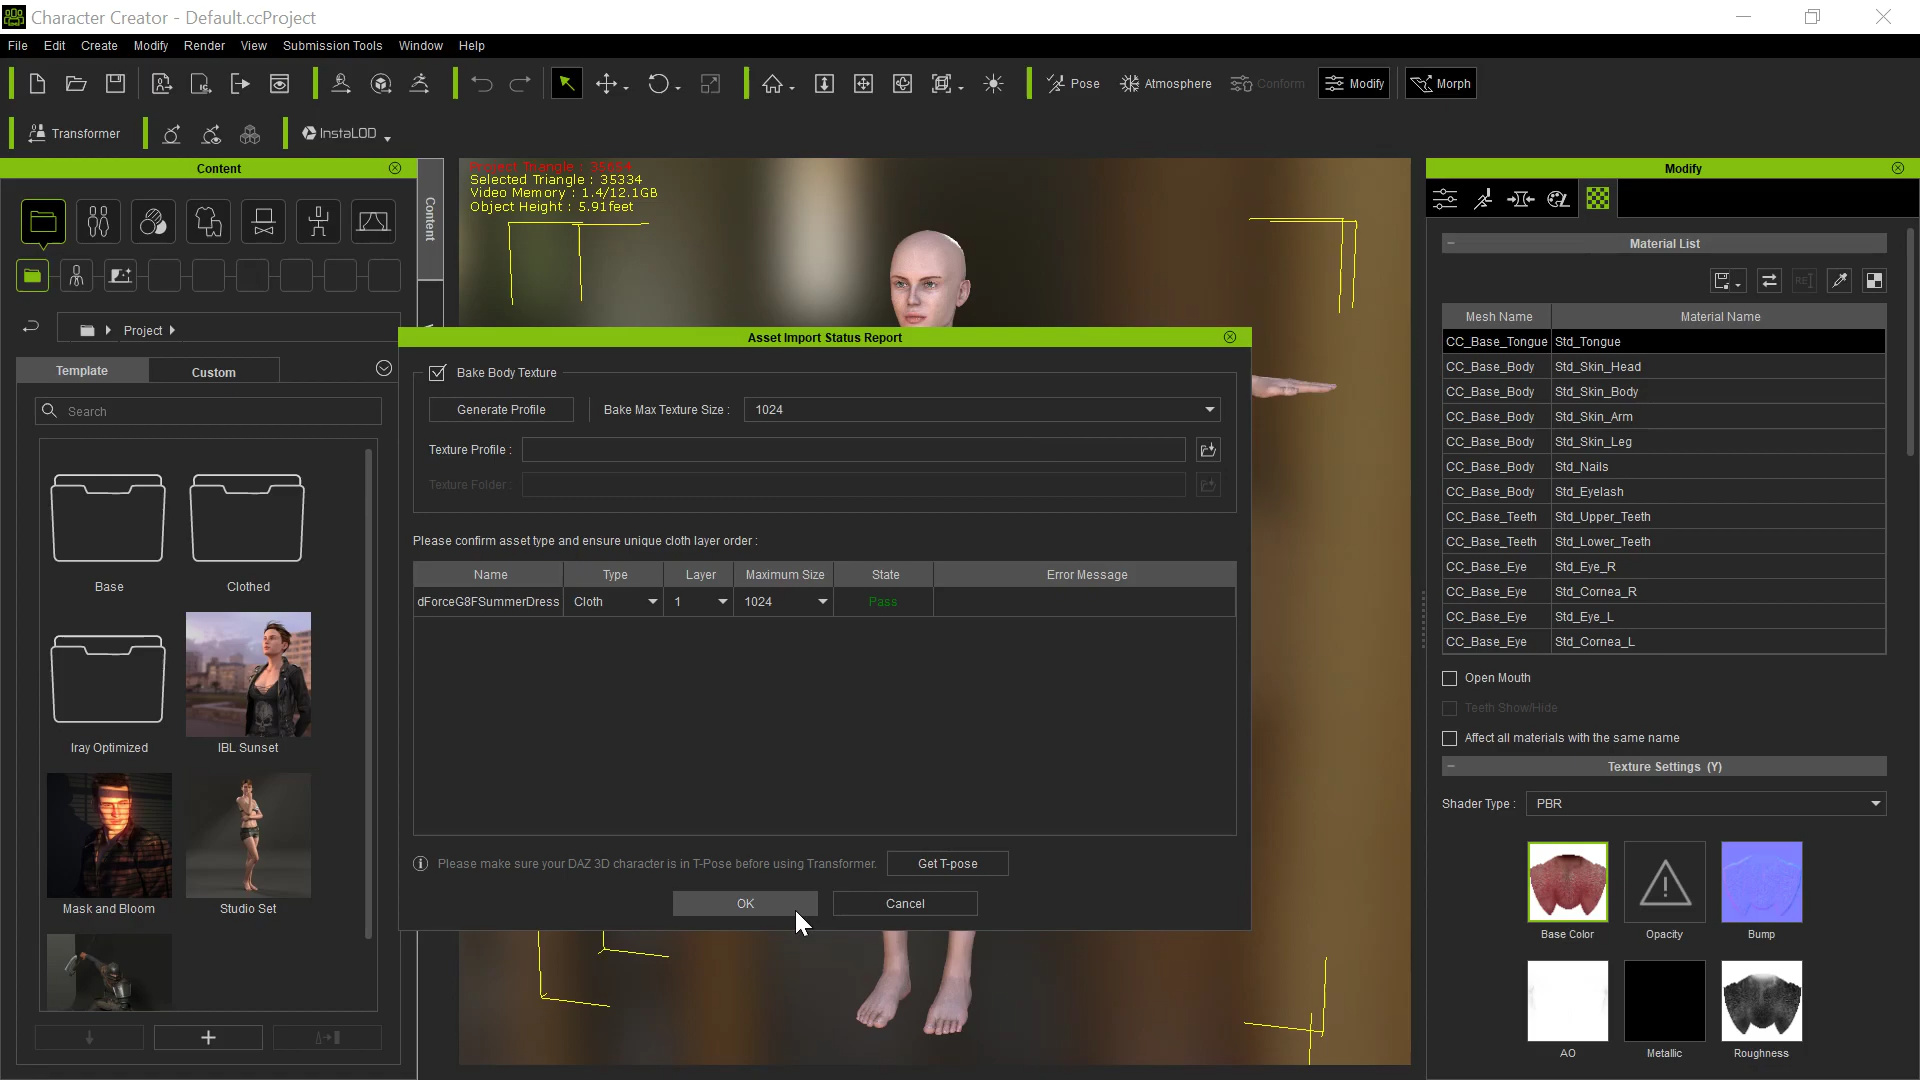 Character Creator - Default.ccProject
File Edit Create Modify Render View Submission Tools Window Help
Pose Atmosphere Conform Modify Morph
Transformer InstaLOD
Content
Content
Project Triangle : 35664
Selected Triangle : 35334
Video Memory : 1.4/12.1GB
Object Height : 5.91feet
Project
Template Custom
Search
Base Clothed
Iray Optimized IBL Sunset
Mask and Bloom Studio Set
Asset Import Status Report
Bake Body Texture
Generate Profile Bake Max Texture Size : 1024
Texture Profile :
Texture Folder :
Please confirm asset type and ensure unique cloth layer order :
Name Type Layer Maximum Size State Error Message
dForceG8FSummerDress Cloth 1 1024 Pass
Please make sure your DAZ 3D character is in T-Pose before using Transformer. Get T-pose
OK Cancel
Modify
Material List
Mesh Name Material Name
CC_Base_Tongue Std_Tongue
CC_Base_Body Std_Skin_Head
CC_Base_Body Std_Skin_Body
CC_Base_Body Std_Skin_Arm
CC_Base_Body Std_Skin_Leg
CC_Base_Body Std_Nails
CC_Base_Body Std_Eyelash
CC_Base_Teeth Std_Upper_Teeth
CC_Base_Teeth Std_Lower_Teeth
CC_Base_Eye Std_Eye_R
CC_Base_Eye Std_Cornea_R
CC_Base_Eye Std_Eye_L
CC_Base_Eye Std_Cornea_L
Open Mouth
Teeth Show/Hide
Affect all materials with the same name
Texture Settings (Y)
Shader Type : PBR
Base Color Opacity Bump
AO Metallic Roughness